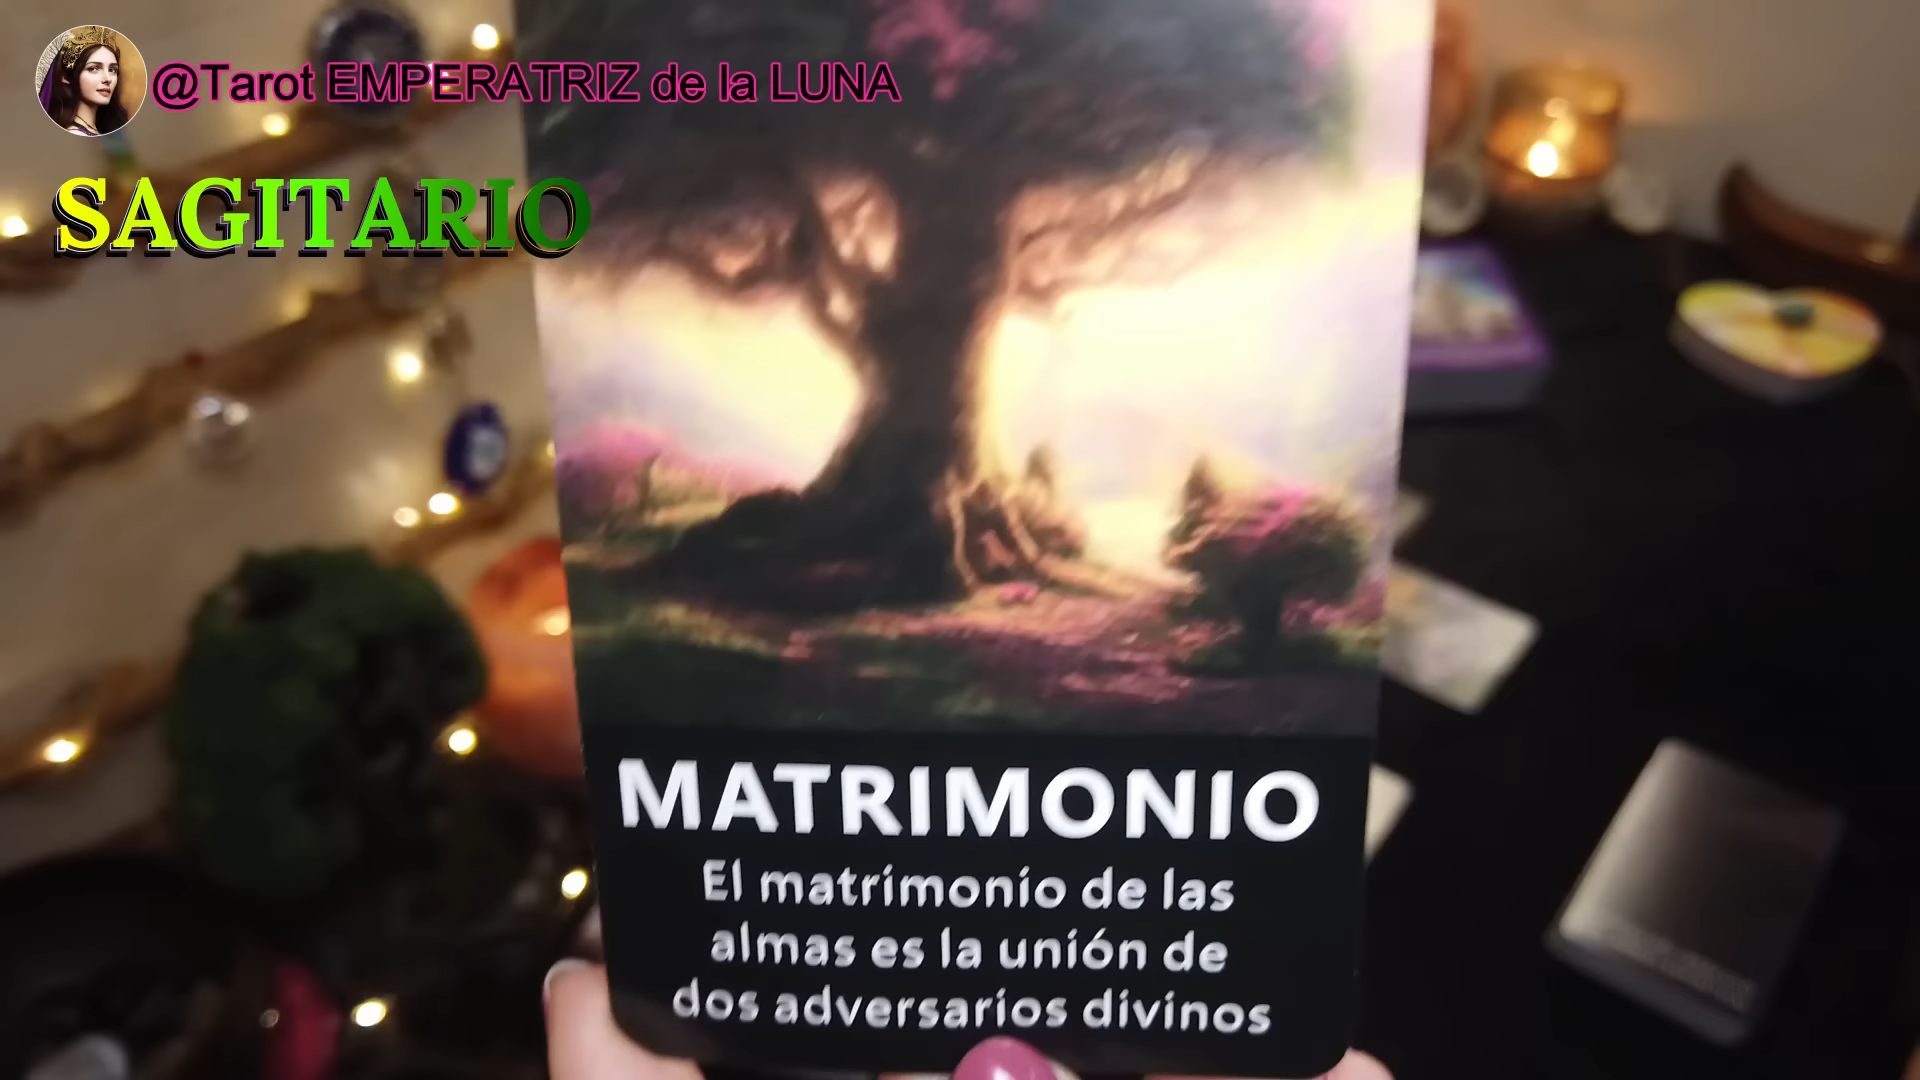 @Tarot EMPERATRIZ de la LUNA
SAGITARIO
MATRIMONIO
El matrimonio de las
almas es la unión de
dos adversarios divinos